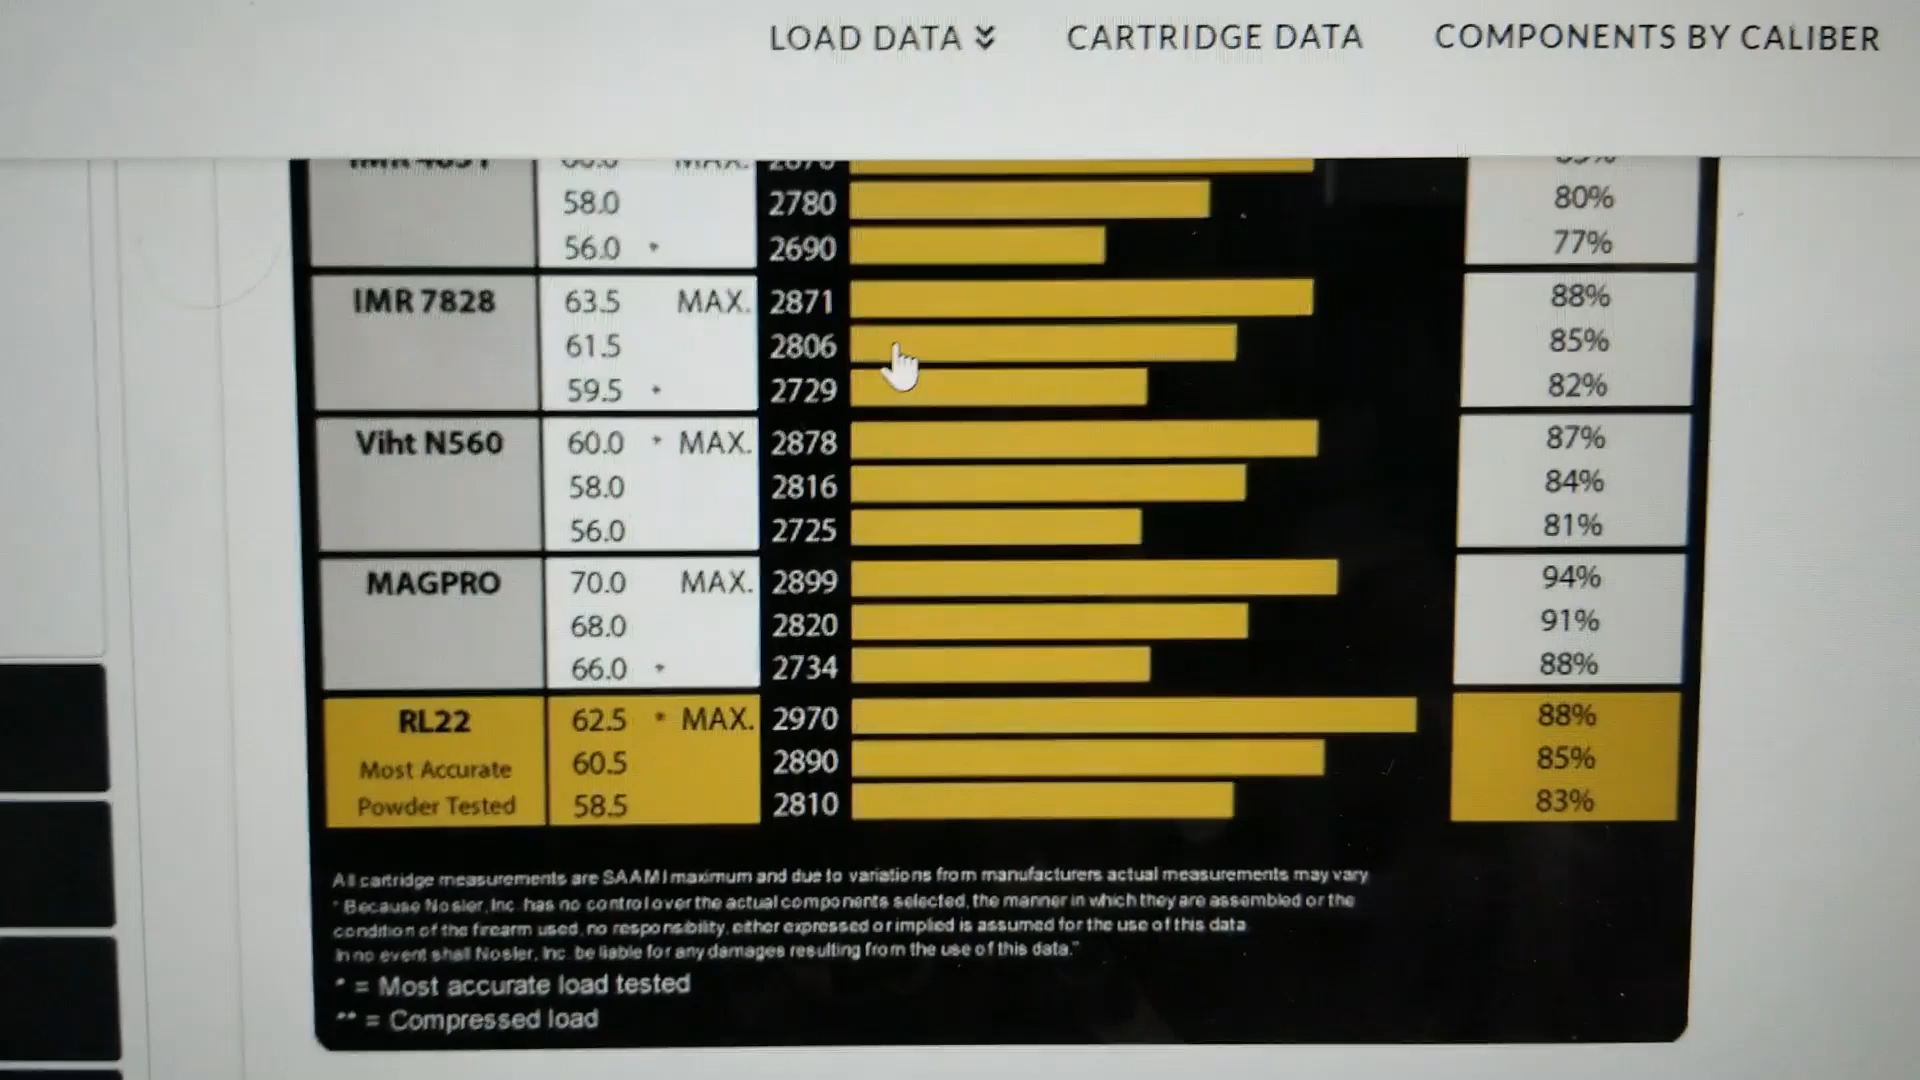 LOAD DATA CARTRIDGE DATA COMPONENTS BY CALIBER
MAX.
58.0 2780 80%
56.0 * 2690 77%
IMR 7828 63.5 MAX. 2871 88%
61.5 2806 85%
59.5 * 2729 82%
Viht N560 60.0 * MAX. 2878 87%
58.0 2816 84%
56.0 2725 81%
MAGPRO 70.0 MAX. 2899 94%
68.0 2820 91%
66.0 * 2734 88%
RL22 62.5 * MAX. 2970 88%
Most Accurate 60.5 2890 85%
Powder Tested 58.5 2810 83%
All cartridge measurements are SAAMI maximum and due to variations from manufacturers actual measurements may vary
"Because Nosler, Inc. has no control over the actual components selected, the manner in which they are assembled or the
condition of the firearm used, no responsibility, either expressed or implied is assumed for the use of this data.
In no event shall Nosler, Inc. be liable for any damages resulting from the use of this data."
* = Most accurate load tested
** = Compressed load